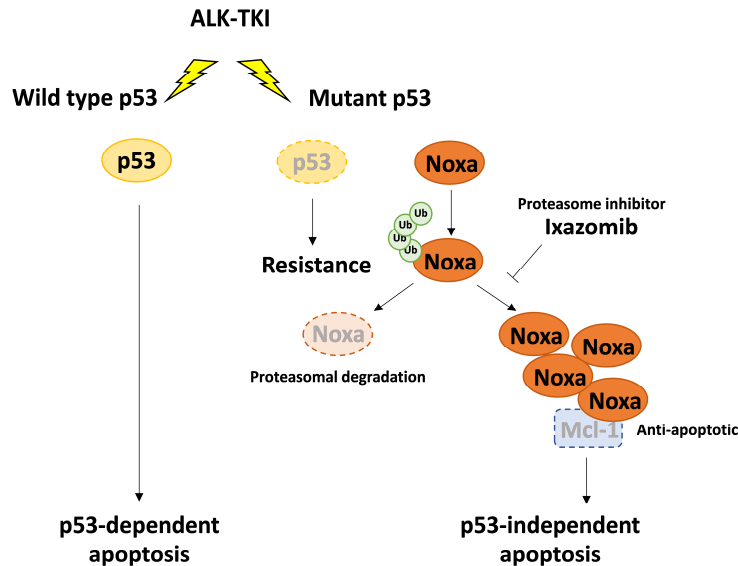 ALK-TKI
Wild type p53
Mutant p53
p53
p53
Noxa
Proteasome inhibitor
Ixazomib
Ub
Ub
Ub
Ub
Noxa
Resistance
Noxa
Proteasomal degradation
Noxa
Noxa
Noxa
Noxa
Mcl-1
Anti-apoptotic
p53-dependent
apoptosis
p53-independent
apoptosis